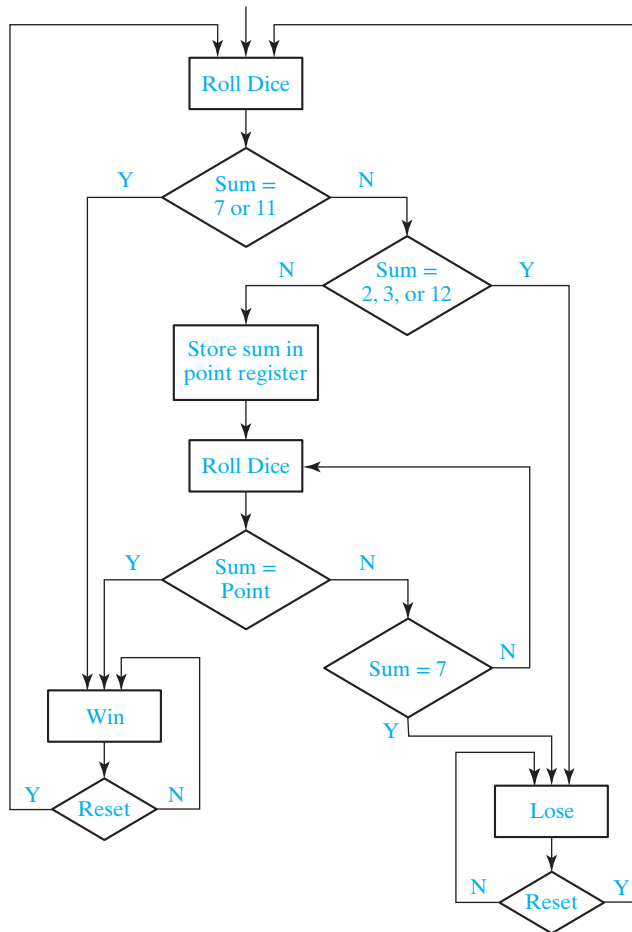 Roll Dice
Y
N
Sum =
7 or 11
N
Sum =
2, 3, or 12
Y
Store sum in
point register
Roll Dice
Y
Sum =
Point
N
Sum = 7
N
Y
Win
Y
Reset
N
Lose
N
Reset
Y